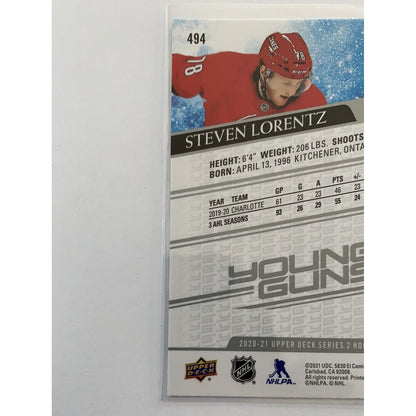 494
78
78
STEVEN LORENTZ
HEIGHT: 6'4" WEIGHT: 206 LBS. SHOOTS
BORN: APRIL 13, 1996 KITCHENER, ONTA
YEAR TEAM GP G A PTS +/-
2019-20 CHARLOTTE 61 23 23 46 23
3 AHL SEASONS 93 26 29 55 24
YOUNG
GUNS
2020-21 UPPER DECK SERIES 2 HO
UPPER DECK
NHL
NHLPA
©2021 UDC, 5830 El Cami
Carlsbad, CA 92008.
All rights reserved. Printe
©NHLPA. © NHL.